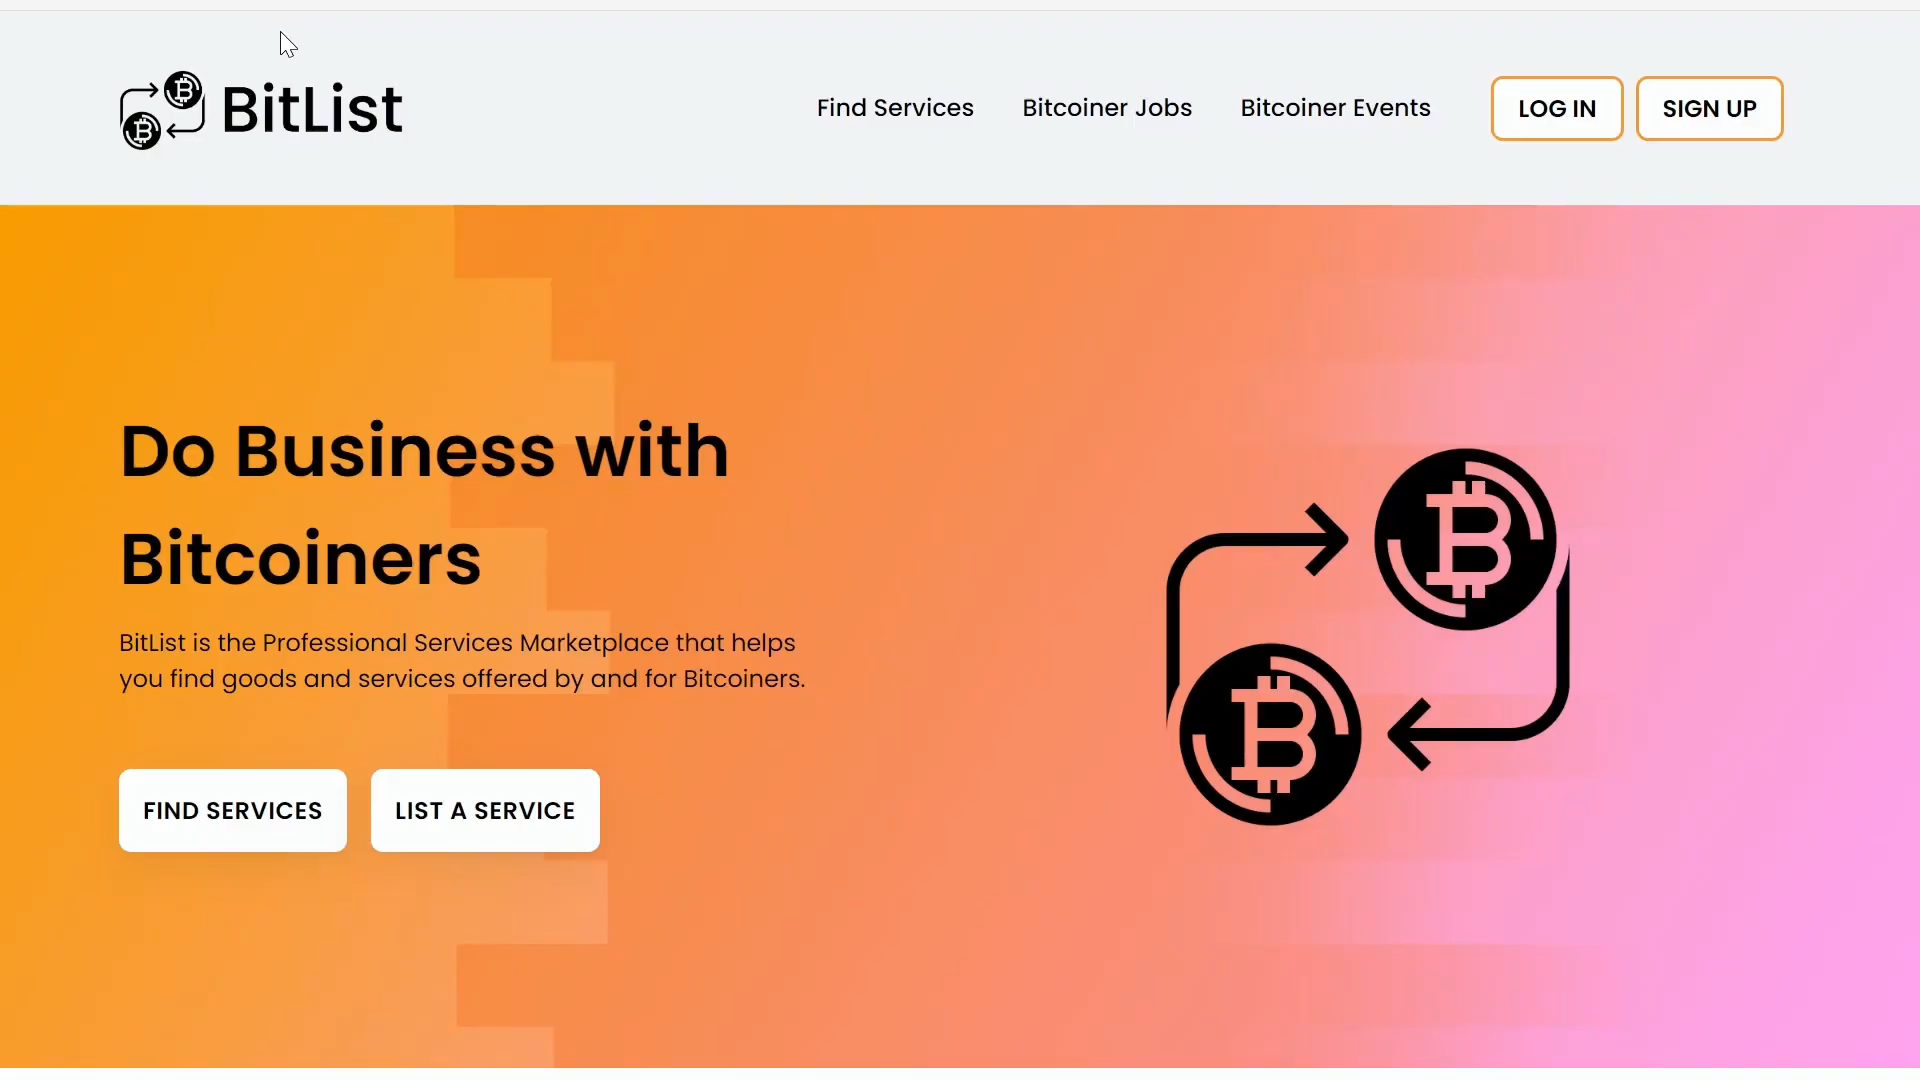 BitList
Find Services
Bitcoiner Jobs
Bitcoiner Events
LOG IN
SIGN UP
Do Business with
Bitcoiners
BitList is the Professional Services Marketplace that helps
you find goods and services offered by and for Bitcoiners.
FIND SERVICES
LIST A SERVICE